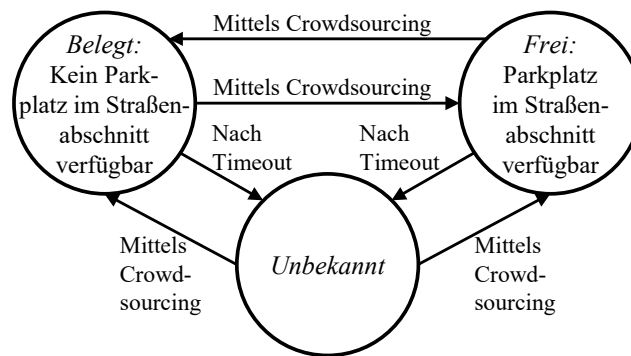 Mittels Crowdsourcing
Belegt:
Kein Park-
platz im Straßen-
abschnitt
verfügbar
Frei:
Parkplatz
im Straßen-
abschnitt
verfügbar
Mittels Crowdsourcing
Nach
Timeout
Nach
Timeout
Unbekannt
Mittels
Crowd-
sourcing
Mittels
Crowd-
sourcing